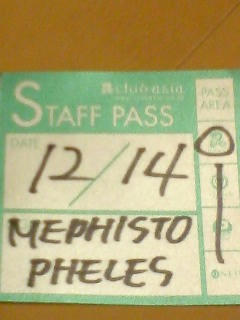 clubasia
STAFF PASS
PASS
AREA
DATE
12/14
MEPHISTO
PHELES